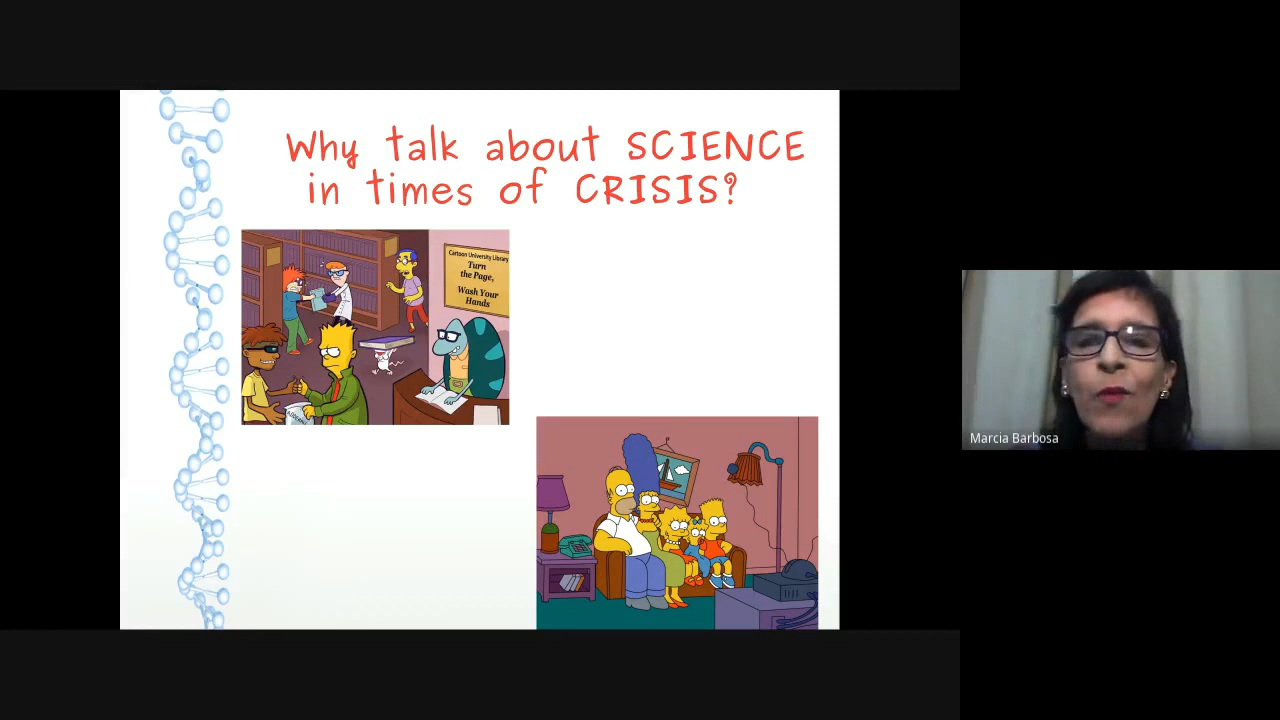 Why talk about SCIENCE
in times of CRISIS?
Cartoon University Library
Turn
the Page,
Wash Your
Hands
Marcia Barbosa